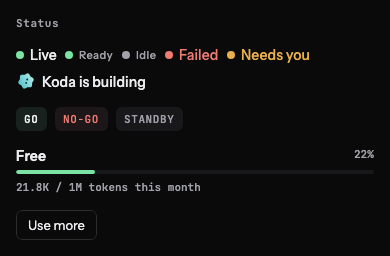 Status
Live Ready Idle Failed Needs you
Koda is building
GO NO-GO STANDBY
Free 22%
21.8K / 1M tokens this month
Use more